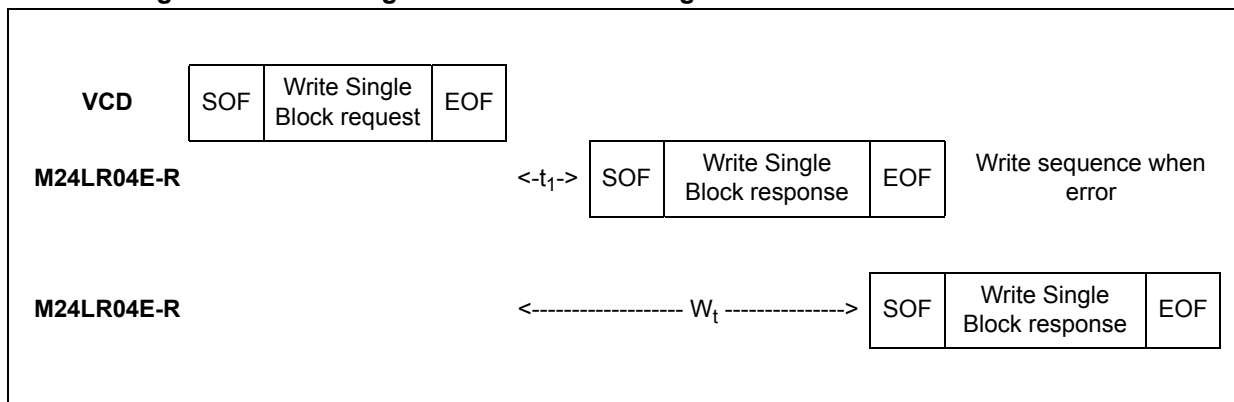 VCD SOF Write Single Block request EOF
M24LR04E-R <-t1-> SOF Write Single Block response EOF Write sequence when error
M24LR04E-R <------------------- Wt ---------------> SOF Write Single Block response EOF